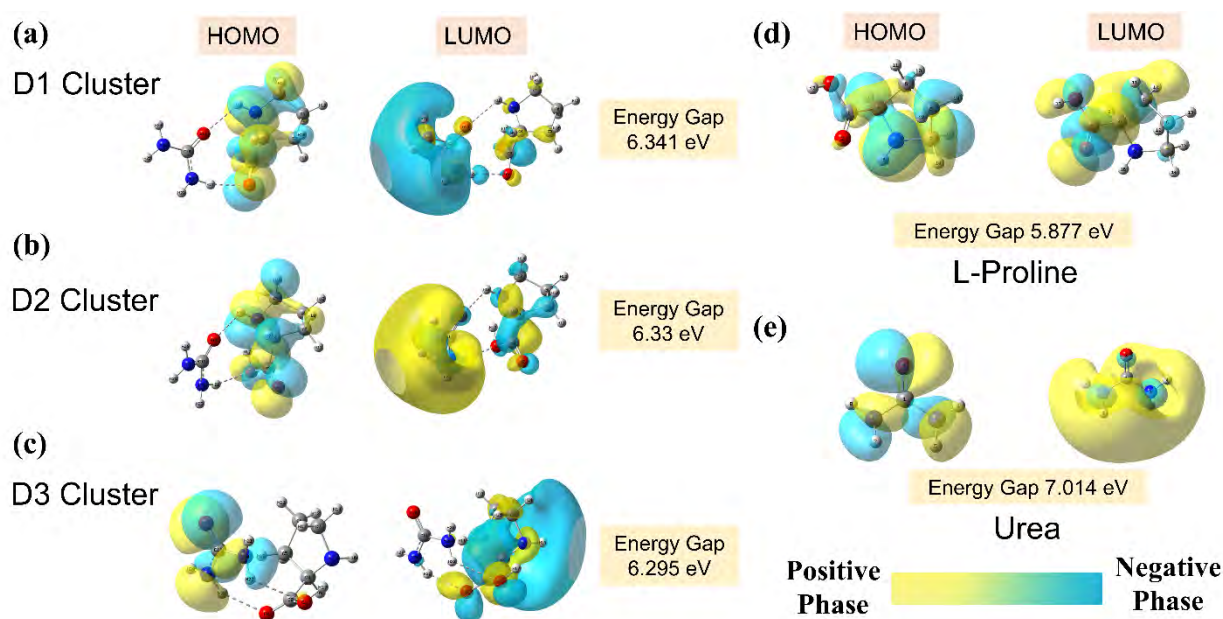 (a)
HOMO
LUMO
D1 Cluster
Energy Gap
6.341 eV
(b)
D2 Cluster
Energy Gap
6.33 eV
(c)
D3 Cluster
Energy Gap
6.295 eV
(d)
HOMO
LUMO
Energy Gap 5.877 eV
L-Proline
(e)
Energy Gap 7.014 eV
Urea
Positive
Phase
Negative
Phase